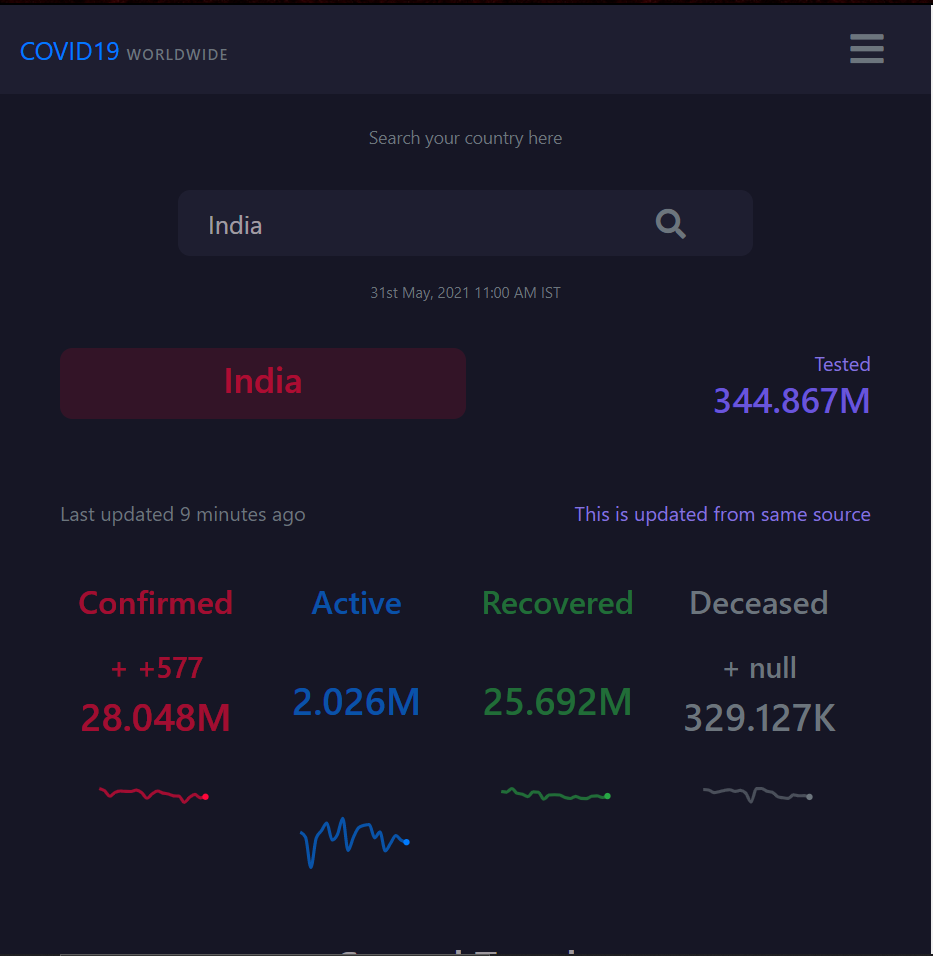 COVID19 WORLDWIDE
Search your country here
India
31st May, 2021 11:00 AM IST
India
Tested
344.867M
Last updated 9 minutes ago
This is updated from same source
Confirmed Active Recovered Deceased
+ +577 + null
28.048M 2.026M 25.692M 329.127K